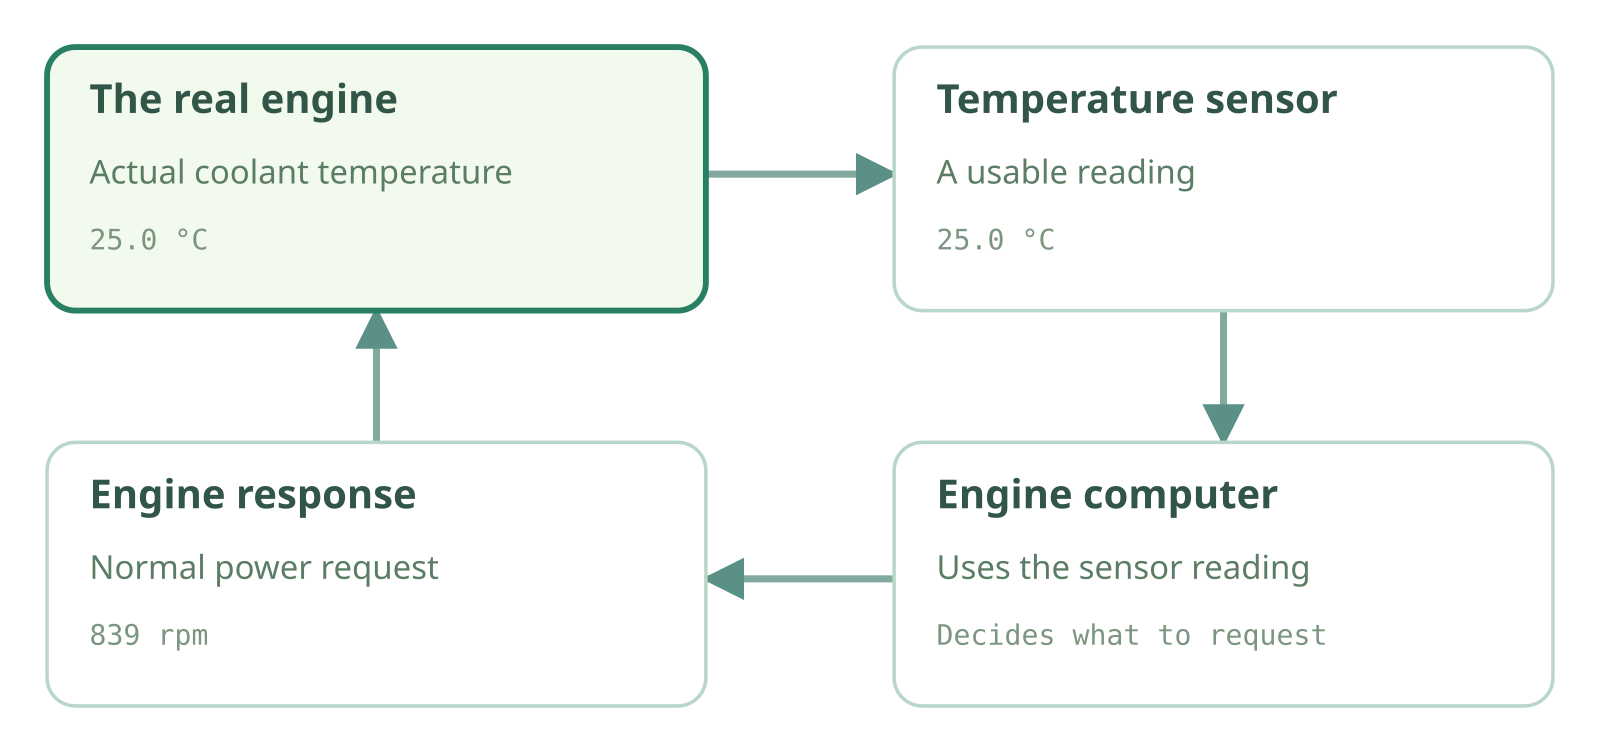 The real engine
Actual coolant temperature
25.0 °C
Temperature sensor
A usable reading
25.0 °C
Engine response
Normal power request
839 rpm
Engine computer
Uses the sensor reading
Decides what to request